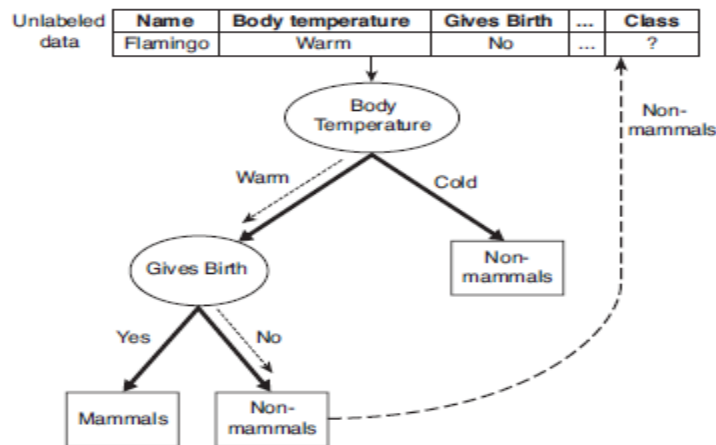 Unlabeled data
Name Body temperature Gives Birth ... Class
Flamingo Warm No ... ?
Body
Temperature
Non-
mammals
Warm
Cold
Gives Birth
Non-
mammals
Yes
No
Mammals
Non-
mammals